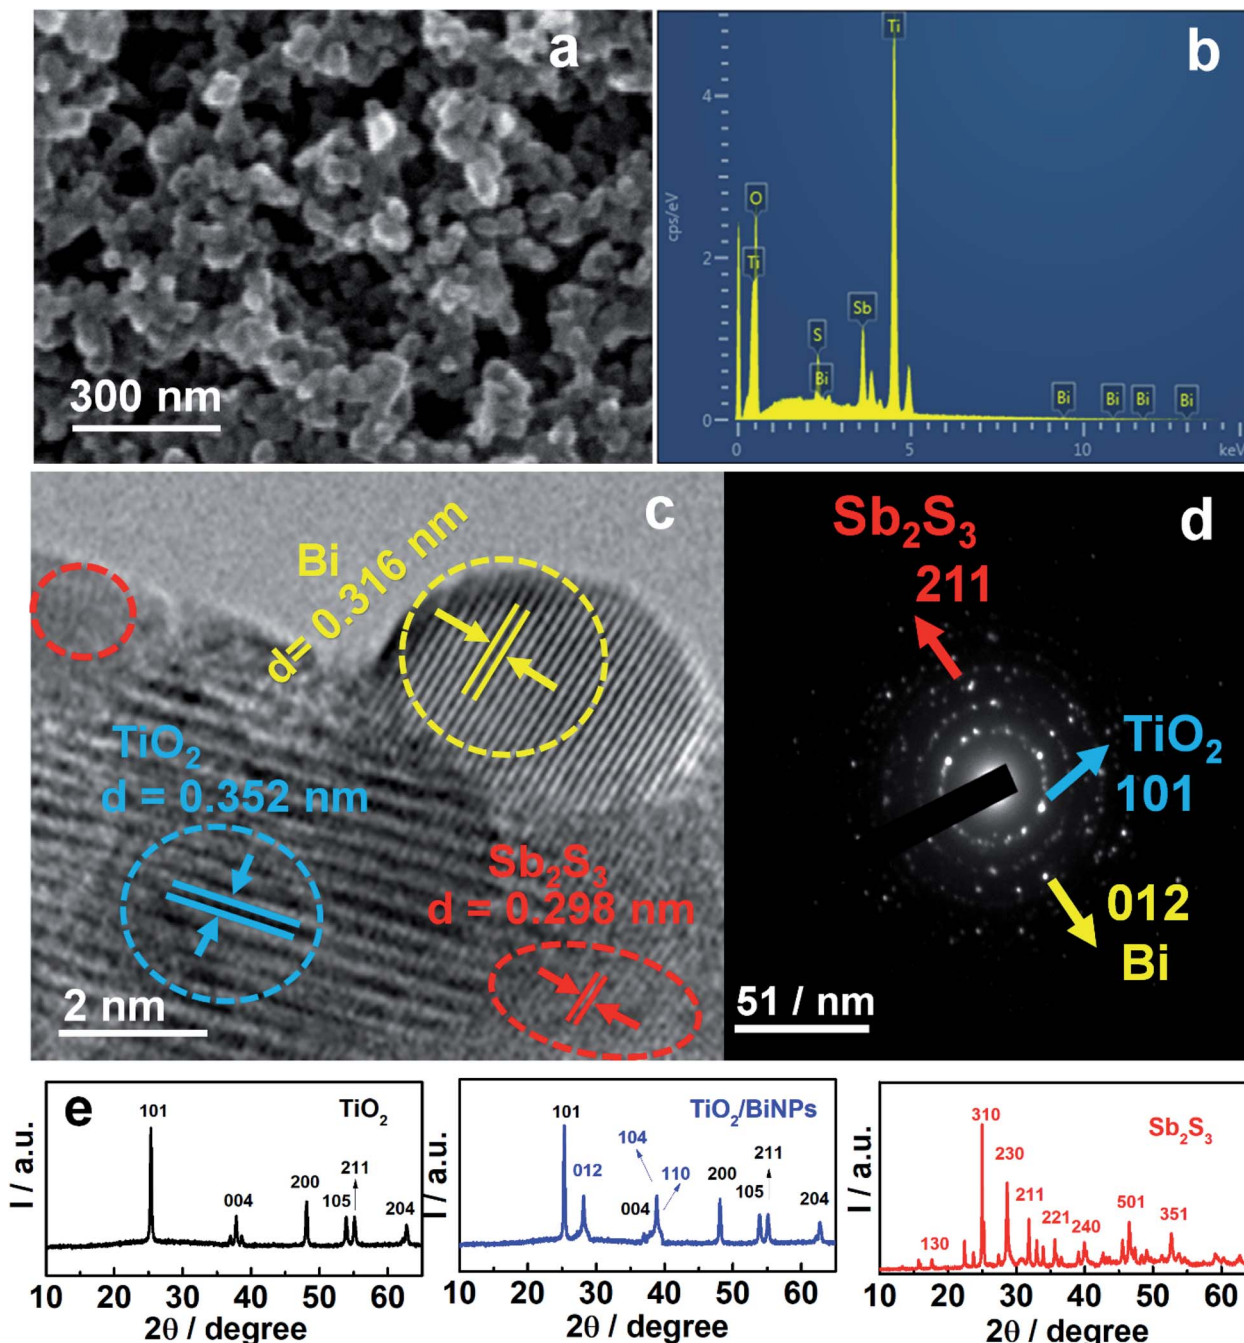 a
300 nm
b
cps/eV
4
2
0
Ti
O
Ti
S
Bi
Sb
Bi
Bi
Bi
Bi
0
5
10
keV
c
Bi
d= 0.316 nm
TiO₂
d = 0.352 nm
Sb₂S₃
d = 0.298 nm
2 nm
d
Sb₂S₃
211
TiO₂
101
012
Bi
51 / nm
e
TiO₂
I / a.u.
101
004
200
105
211
204
10 20 30 40 50 60
2θ / degree
TiO₂/BiNPs
I / a.u.
101
012
104
004
110
200
105
211
204
10 20 30 40 50 60
2θ / degree
Sb₂S₃
I / a.u.
130
310
230
211
221
240
501
351
10 20 30 40 50 60
2θ / degree